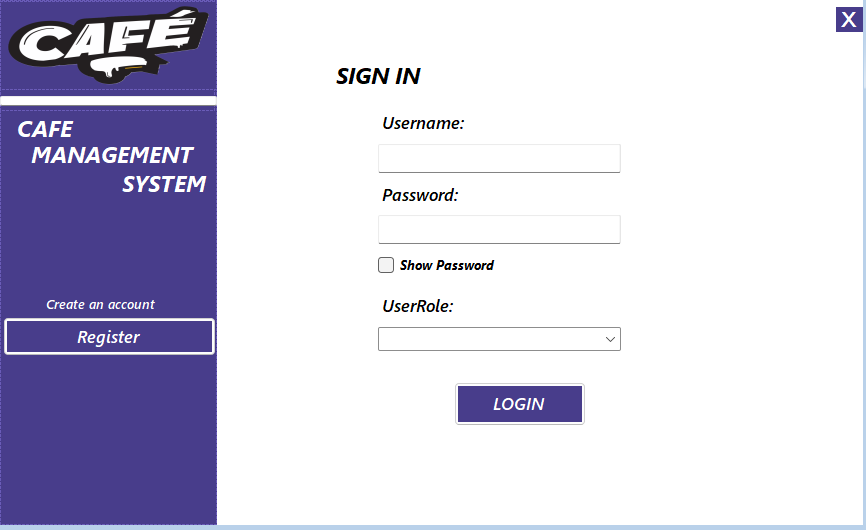 CAFÉ
CAFE
MANAGEMENT
SYSTEM
Create an account
Register
X
SIGN IN
Username:
Password:
Show Password
UserRole:
LOGIN